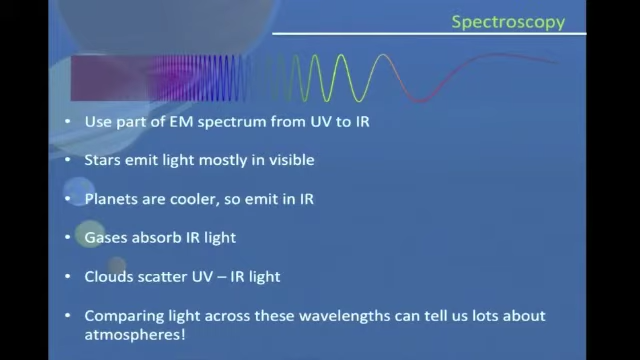 Spectroscopy
• Use part of EM spectrum from UV to IR
• Stars emit light mostly in visible
• Planets are cooler, so emit in IR
• Gases absorb IR light
• Clouds scatter UV – IR light
• Comparing light across these wavelengths can tell us lots about
atmospheres!